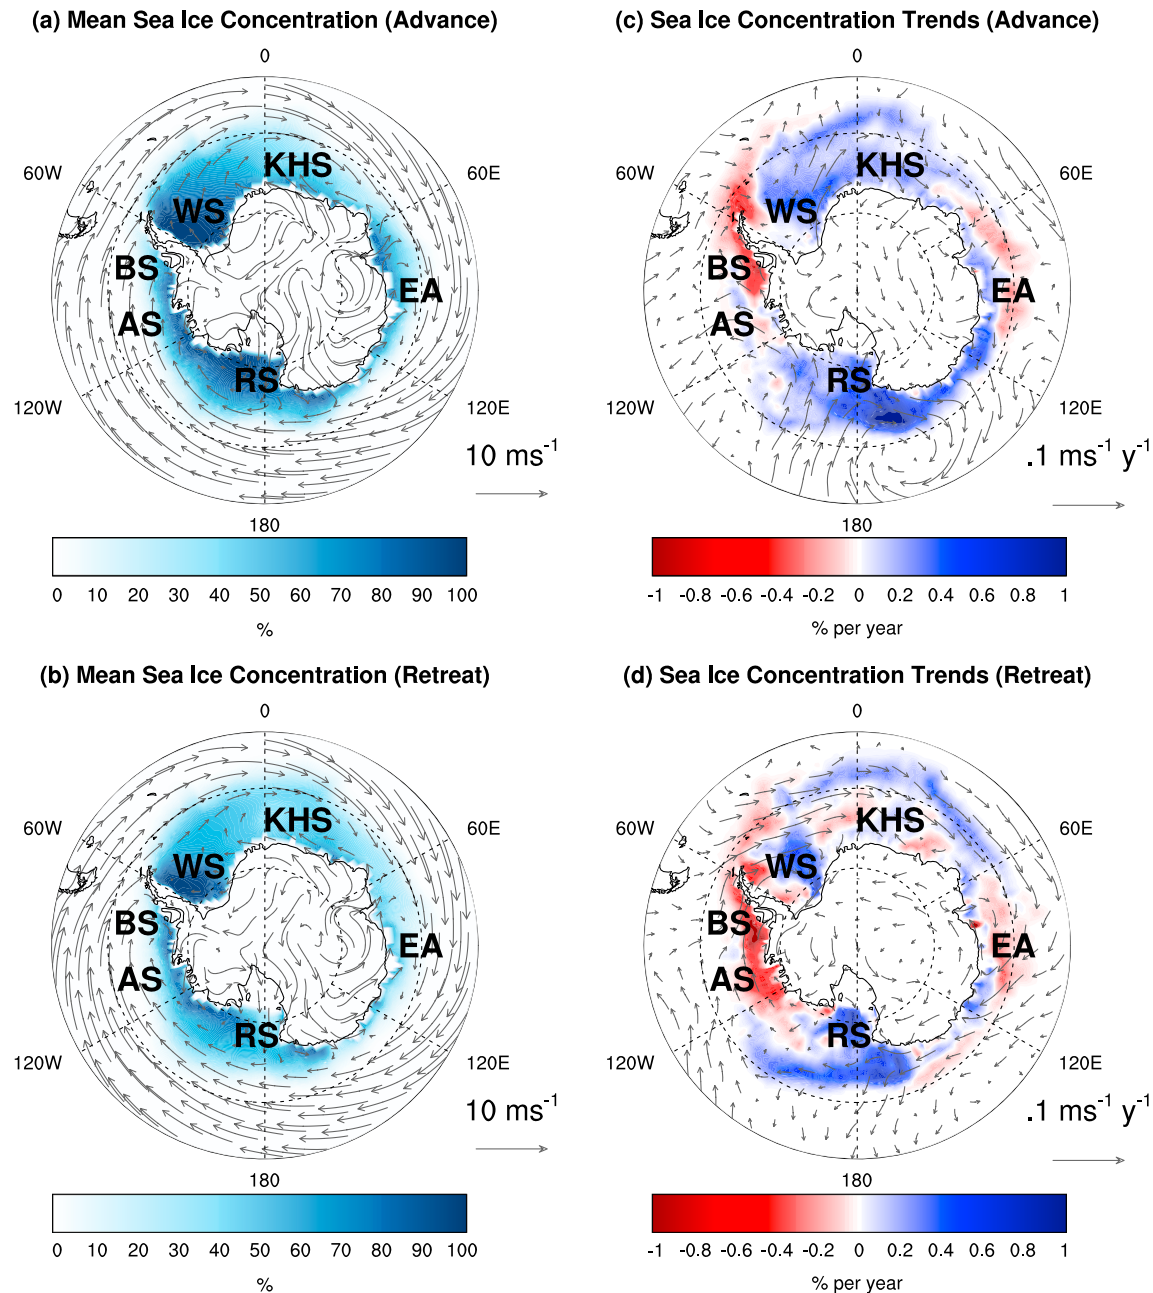 (a) Mean Sea Ice Concentration (Advance)
0
60W
60E
KHS
WS
BS
EA
AS
RS
120W
120E
10 ms⁻¹
180
0 10 20 30 40 50 60 70 80 90 100
%
(c) Sea Ice Concentration Trends (Advance)
0
60W
60E
KHS
WS
BS
EA
AS
RS
120W
120E
.1 ms⁻¹ y⁻¹
180
-1 -0.8 -0.6 -0.4 -0.2 0 0.2 0.4 0.6 0.8 1
% per year
(b) Mean Sea Ice Concentration (Retreat)
0
60W
60E
KHS
WS
BS
EA
AS
RS
120W
120E
10 ms⁻¹
180
0 10 20 30 40 50 60 70 80 90 100
%
(d) Sea Ice Concentration Trends (Retreat)
0
60W
60E
KHS
WS
BS
EA
AS
RS
120W
120E
.1 ms⁻¹ y⁻¹
180
-1 -0.8 -0.6 -0.4 -0.2 0 0.2 0.4 0.6 0.8 1
% per year